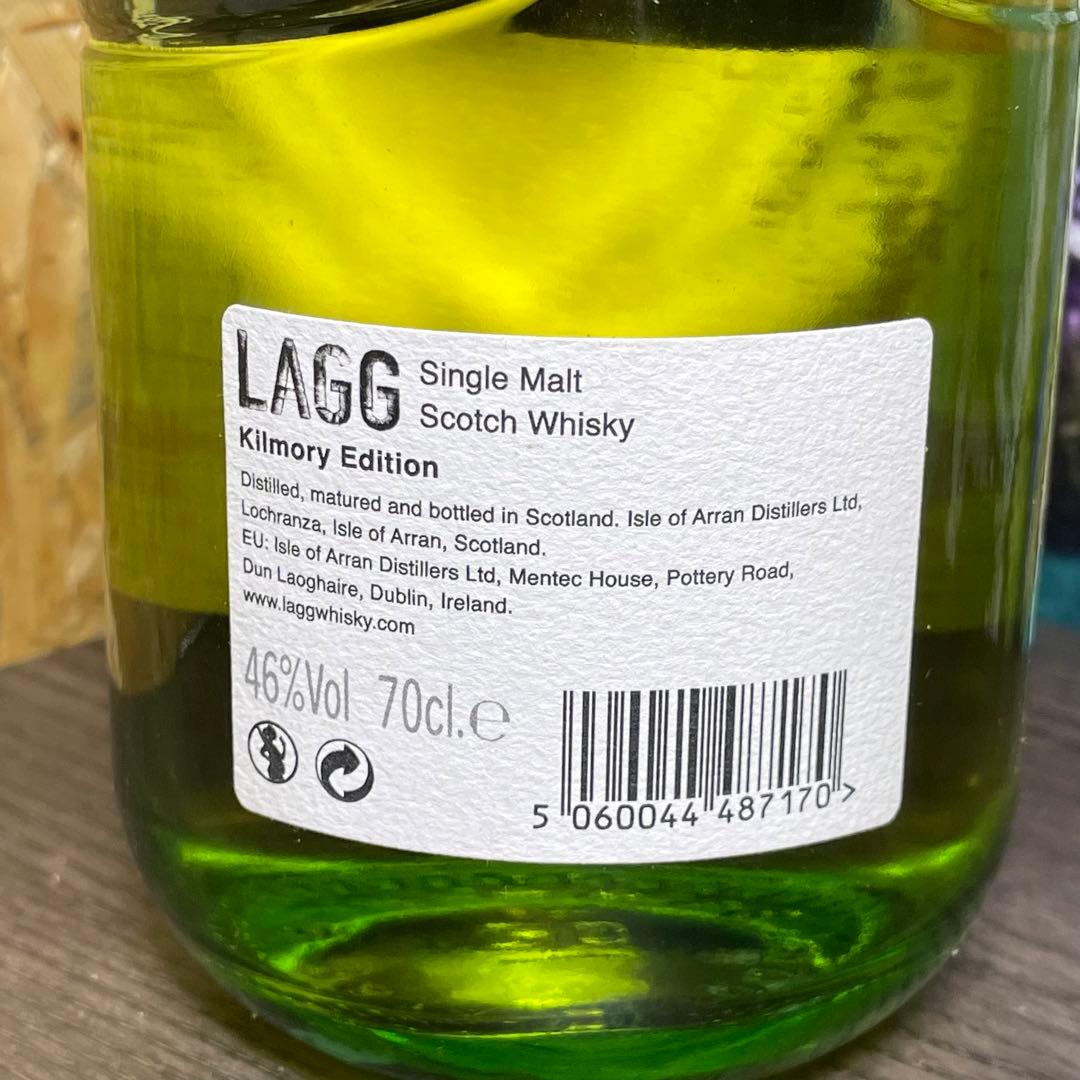 LAGG Single Malt
Scotch Whisky
Kilmory Edition
Distilled, matured and bottled in Scotland. Isle of Arran Distillers Ltd,
Lochranza, Isle of Arran, Scotland.
EU: Isle of Arran Distillers Ltd, Mentec House, Pottery Road,
Dun Laoghaire, Dublin, Ireland.
www.laggwhisky.com
46%Vol 70cl.℮
5 060044 487170 >